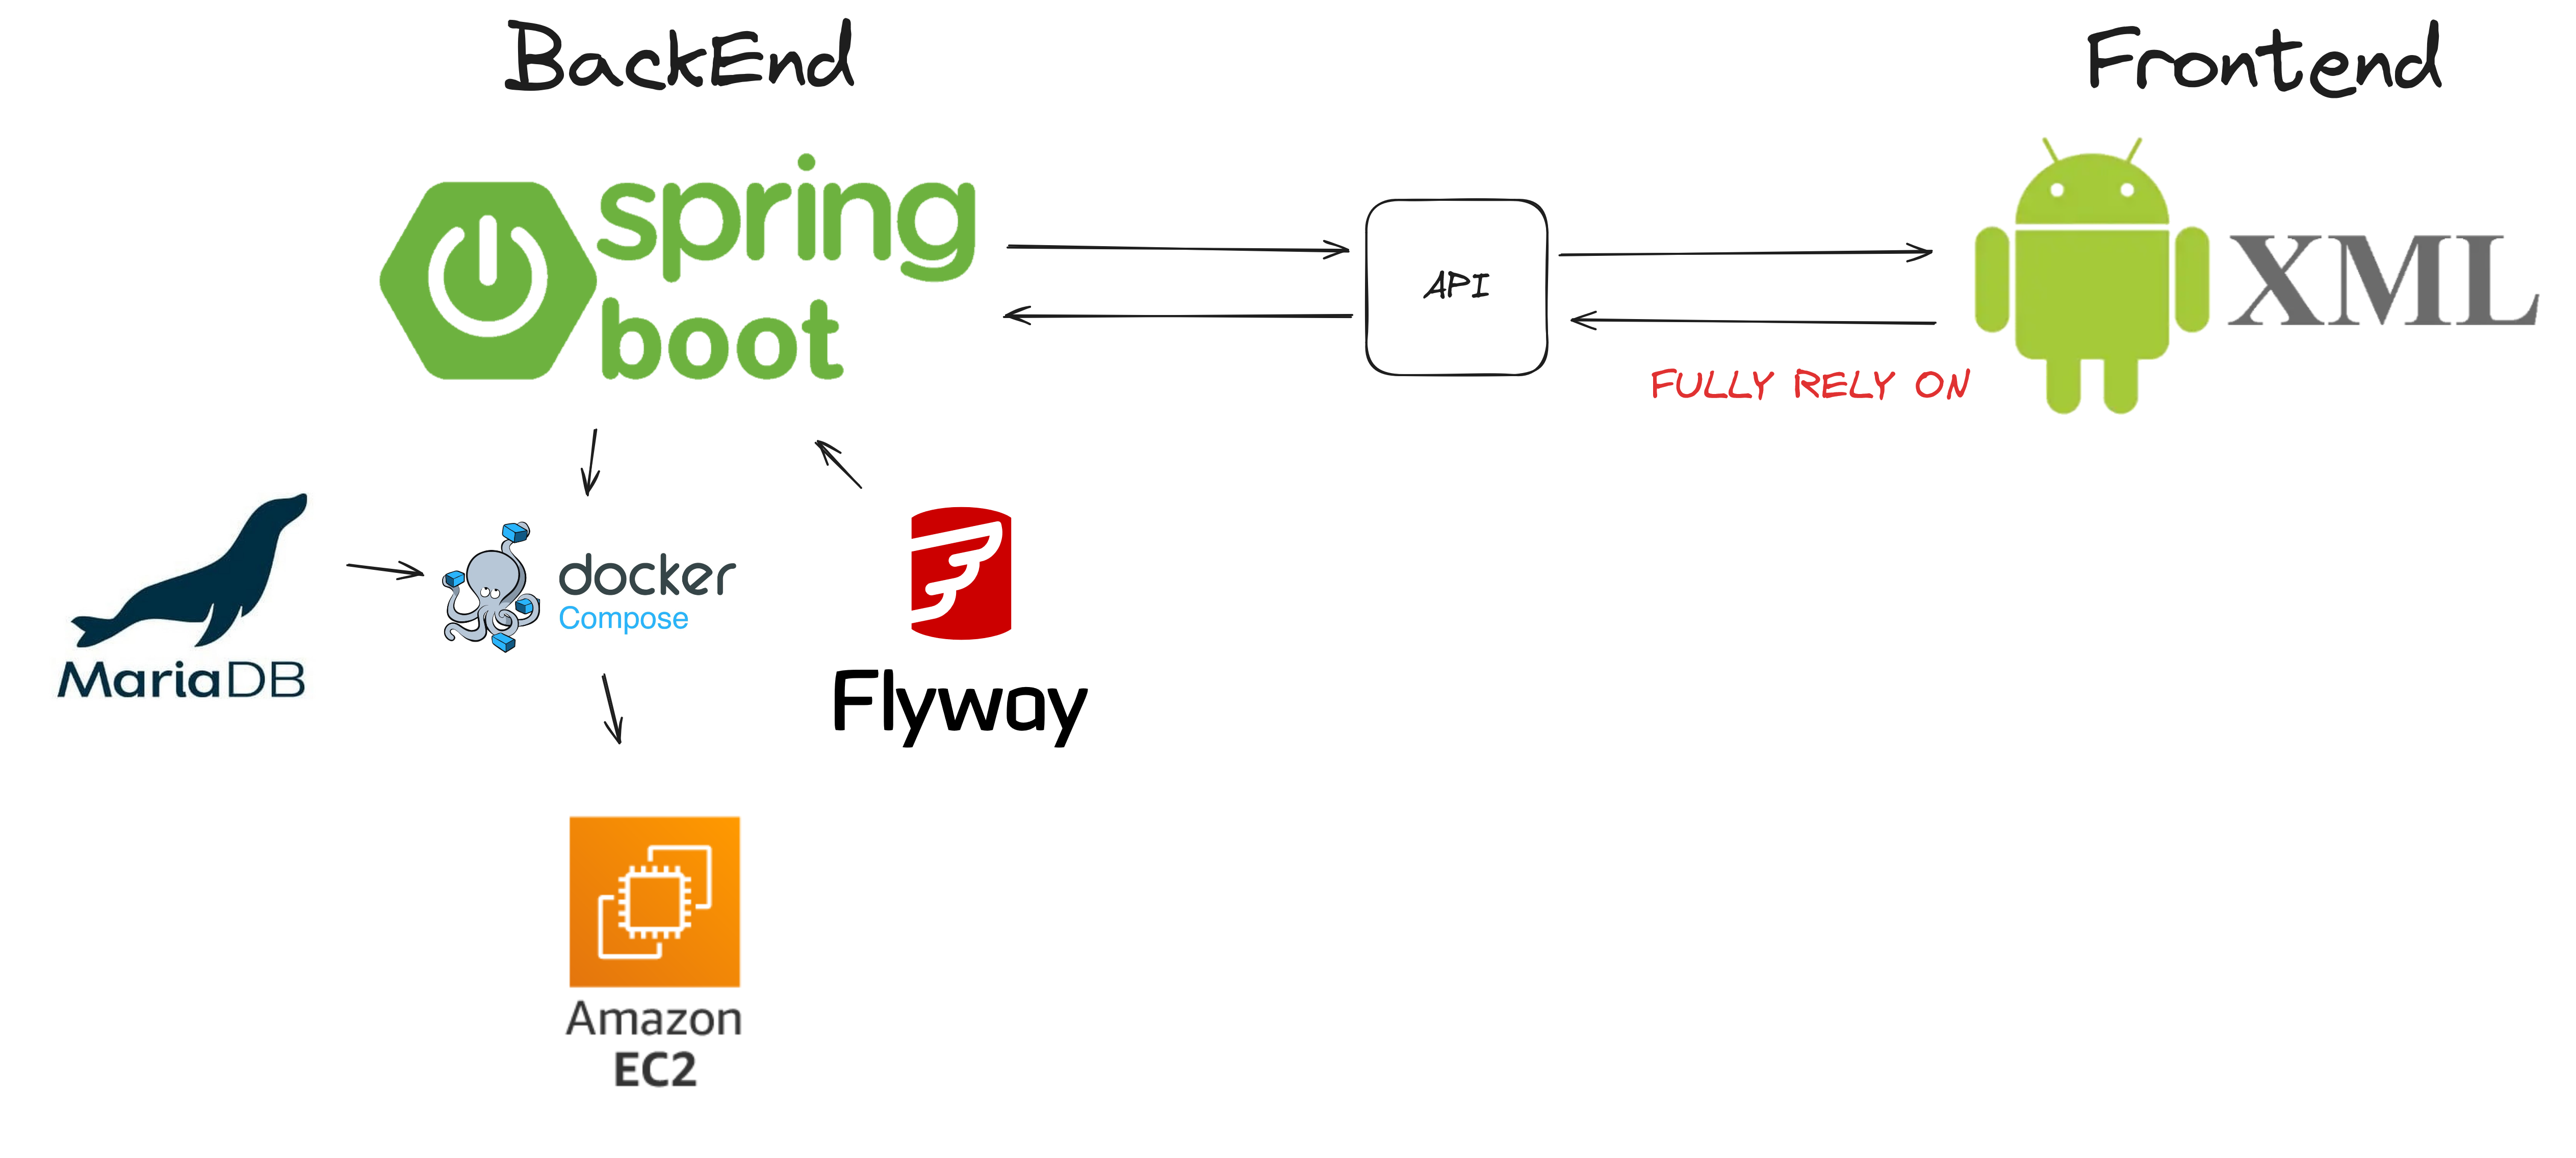 BackEnd
Frontend
spring
boot
API
XML
FULLY RELY ON
docker
Compose
MariaDB
Flyway
Amazon
EC2